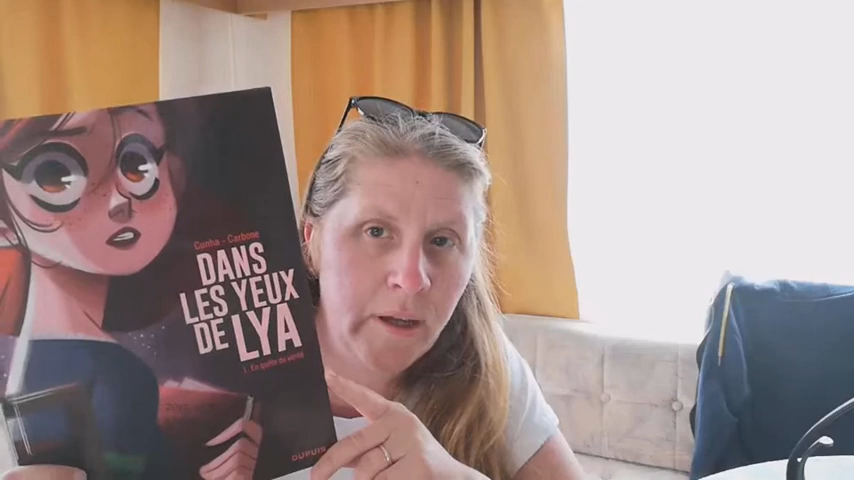 Cunha - Carbone
DANS
LES YEUX
DE LYA
1. En quête de vérité
DUPUIS